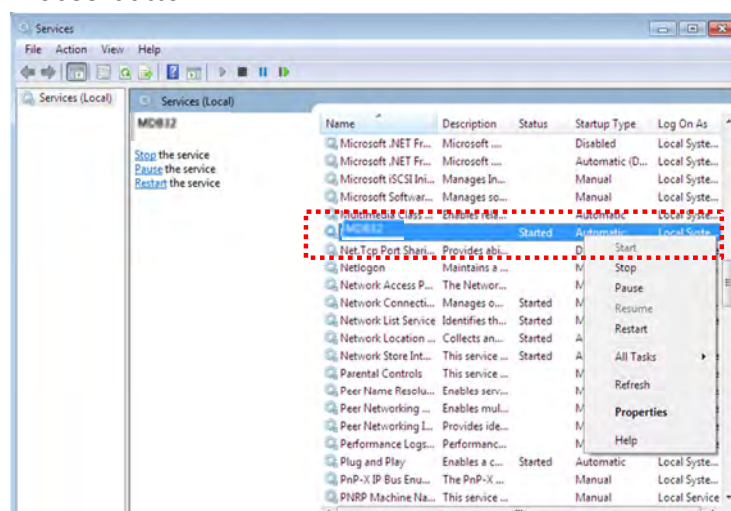 Services
File Action View Help
Services (Local)
Services (Local)
Stop the service
Pause the service
Restart the service
Name Description Status Startup Type Log On As
Microsoft .NET Fr... Microsoft .... Disabled Local Syste...
Microsoft .NET Fr... Microsoft .... Automatic (D... Local Syste...
Microsoft iSCSI Ini... Manages In... Manual Local Syste...
Microsoft Softwar... Manages so... Manual Local Syste...
Multimedia Class ... Enables rela... Automatic Local Syste...
Started Automatic Local Syste...
Net.Tcp Port Shari... Provides abi... D
Netlogon Maintains a ... M
Network Access P... The Networ... M
Network Connecti... Manages o... Started M
Network List Service Identifies th... Started M
Network Location ... Collects an... Started A
Network Store Int... This service ... Started A
Parental Controls This service ... M
Peer Name Resolu... Enables serv... M
Peer Networking ... Enables mul... M
Peer Networking I... Provides ide... M
Performance Logs... Performanc... M
Plug and Play Enables a c... Started Automatic Local Syste...
PnP-X IP Bus Enu... The PnP-X ... Manual Local Syste...
PNRP Machine Na... This service ... Manual Local Service
Start
Stop
Pause
Resume
Restart
All Tasks
Refresh
Properties
Help